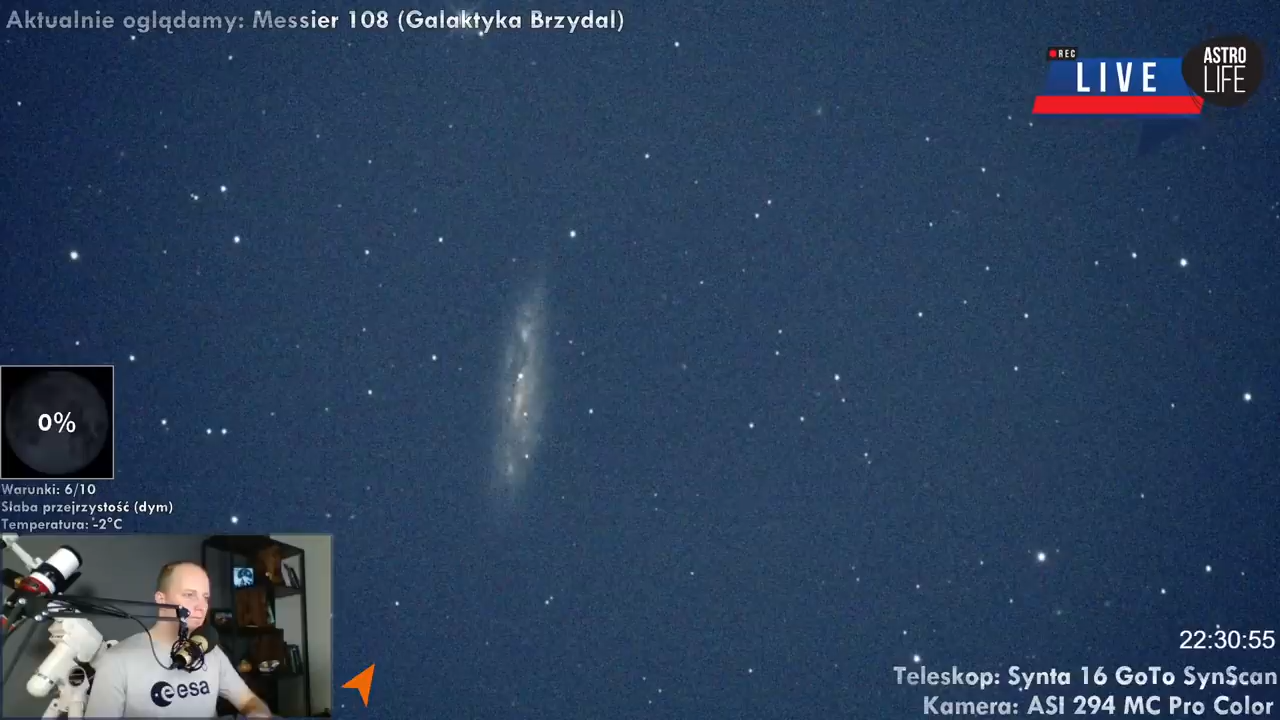 Aktualnie oglądamy: Messier 108 (Galaktyka Brzydal)
REC
LIVE
ASTRO
LIFE
0%
Warunki: 6/10
Słaba przejrzystość (dym)
Temperatura: -2°C
esa
22:30:55
Teleskop: Synta 16 GoTo SynScan
Kamera: ASI 294 MC Pro Color